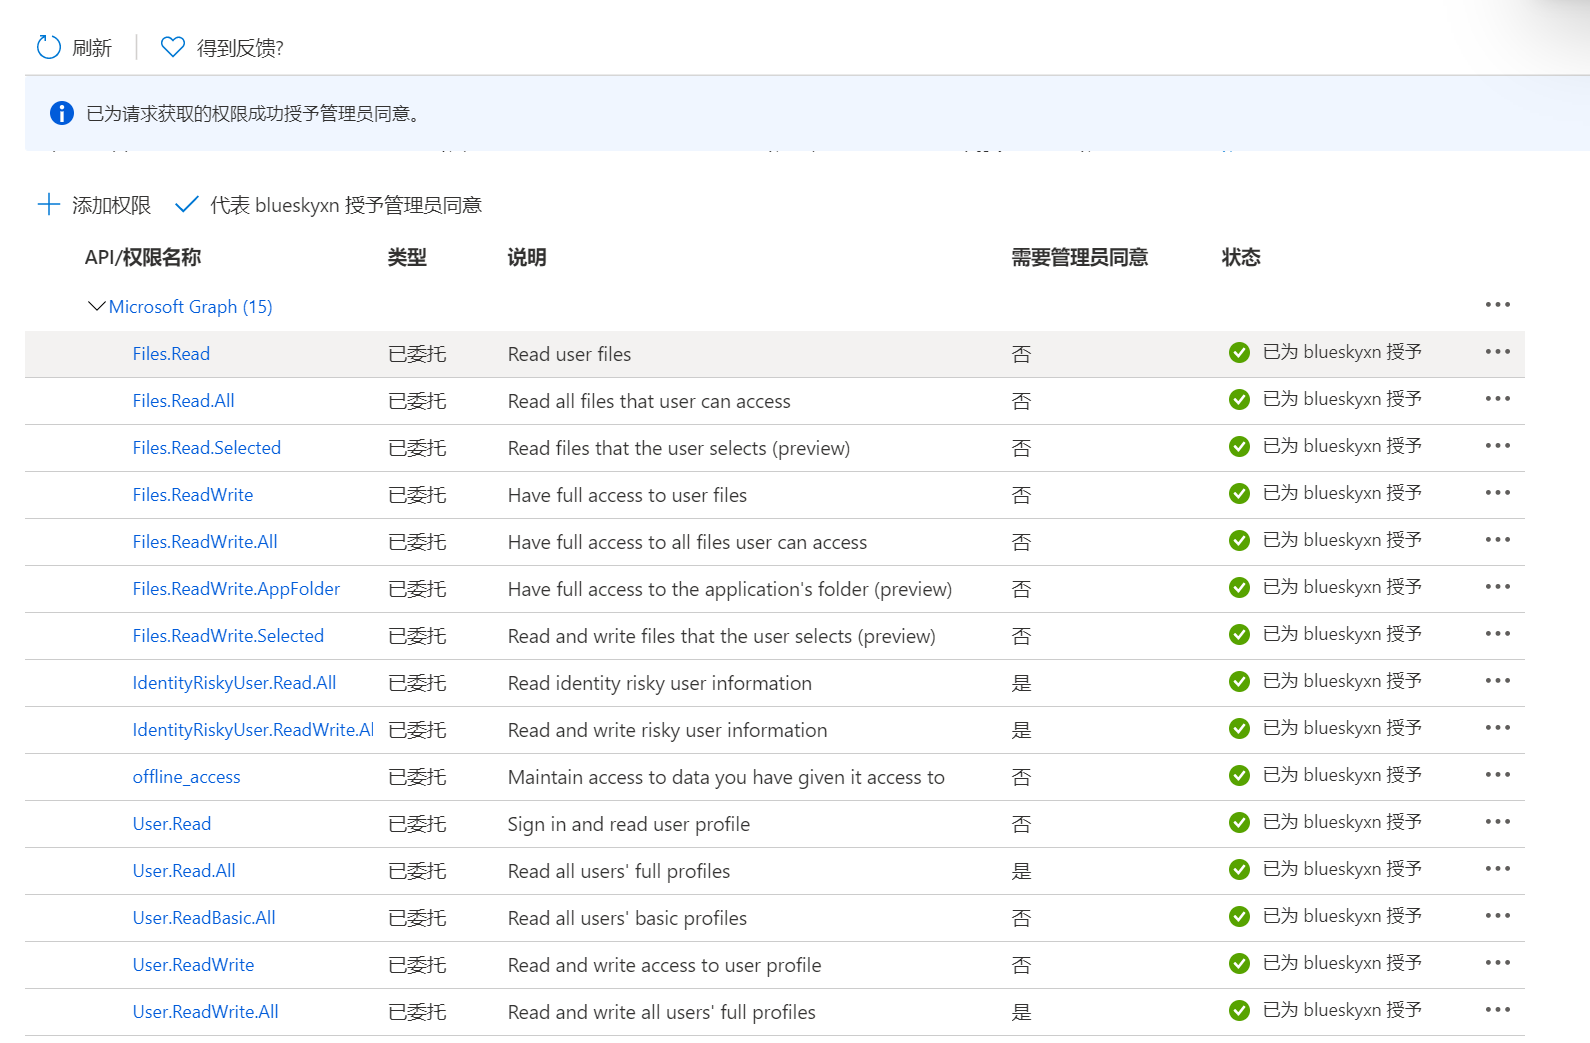 刷新 得到反馈?
已为请求获取的权限成功授予管理员同意。
添加权限 代表 blueskyxn 授予管理员同意
API/权限名称 类型 说明 需要管理员同意 状态
Microsoft Graph (15)
Files.Read 已委托 Read user files 否 已为 blueskyxn 授予
Files.Read.All 已委托 Read all files that user can access 否 已为 blueskyxn 授予
Files.Read.Selected 已委托 Read files that the user selects (preview) 否 已为 blueskyxn 授予
Files.ReadWrite 已委托 Have full access to user files 否 已为 blueskyxn 授予
Files.ReadWrite.All 已委托 Have full access to all files user can access 否 已为 blueskyxn 授予
Files.ReadWrite.AppFolder 已委托 Have full access to the application's folder (preview) 否 已为 blueskyxn 授予
Files.ReadWrite.Selected 已委托 Read and write files that the user selects (preview) 否 已为 blueskyxn 授予
IdentityRiskyUser.Read.All 已委托 Read identity risky user information 是 已为 blueskyxn 授予
IdentityRiskyUser.ReadWrite.Al 已委托 Read and write risky user information 是 已为 blueskyxn 授予
offline_access 已委托 Maintain access to data you have given it access to 否 已为 blueskyxn 授予
User.Read 已委托 Sign in and read user profile 否 已为 blueskyxn 授予
User.Read.All 已委托 Read all users' full profiles 是 已为 blueskyxn 授予
User.ReadBasic.All 已委托 Read all users' basic profiles 否 已为 blueskyxn 授予
User.ReadWrite 已委托 Read and write access to user profile 否 已为 blueskyxn 授予
User.ReadWrite.All 已委托 Read and write all users' full profiles 是 已为 blueskyxn 授予